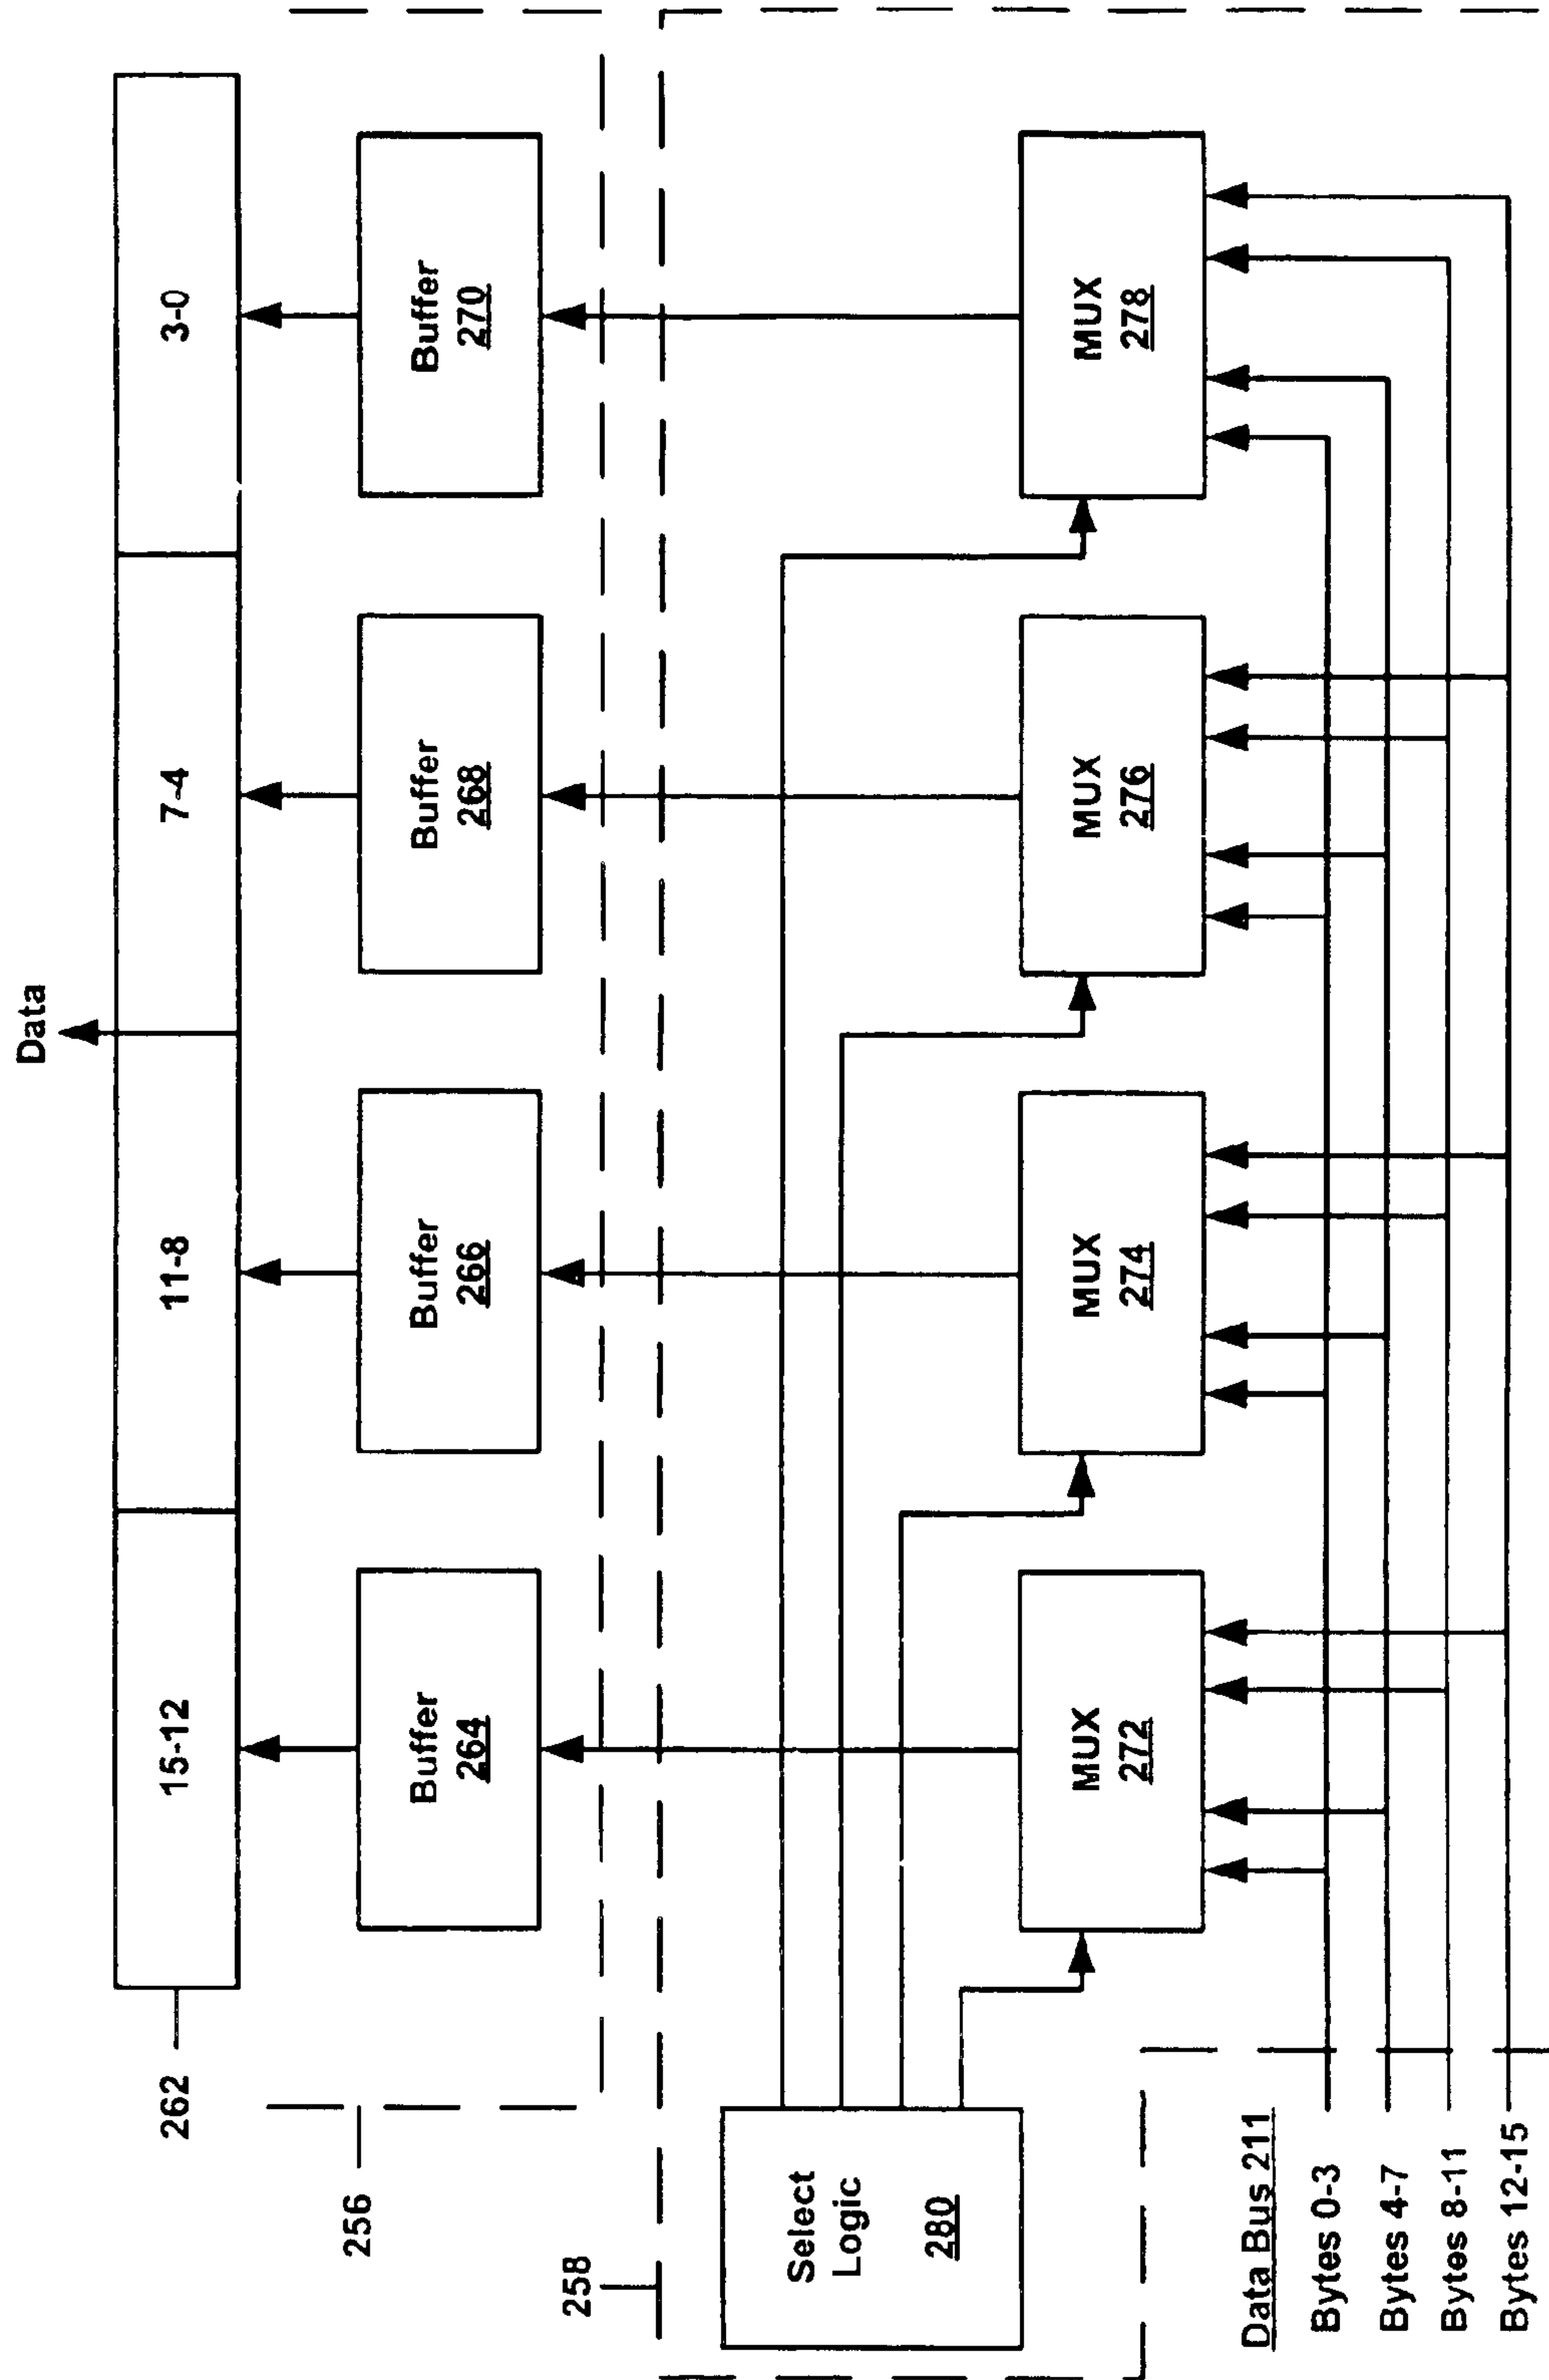 Data
262
15-12
11-8
7-4
3-0
256
Buffer
264
Buffer
266
Buffer
268
Buffer
270
258
Select
Logic
280
MUX
272
MUX
274
MUX
276
MUX
278
Data Bus 211
Bytes 0-3
Bytes 4-7
Bytes 8-11
Bytes 12-15